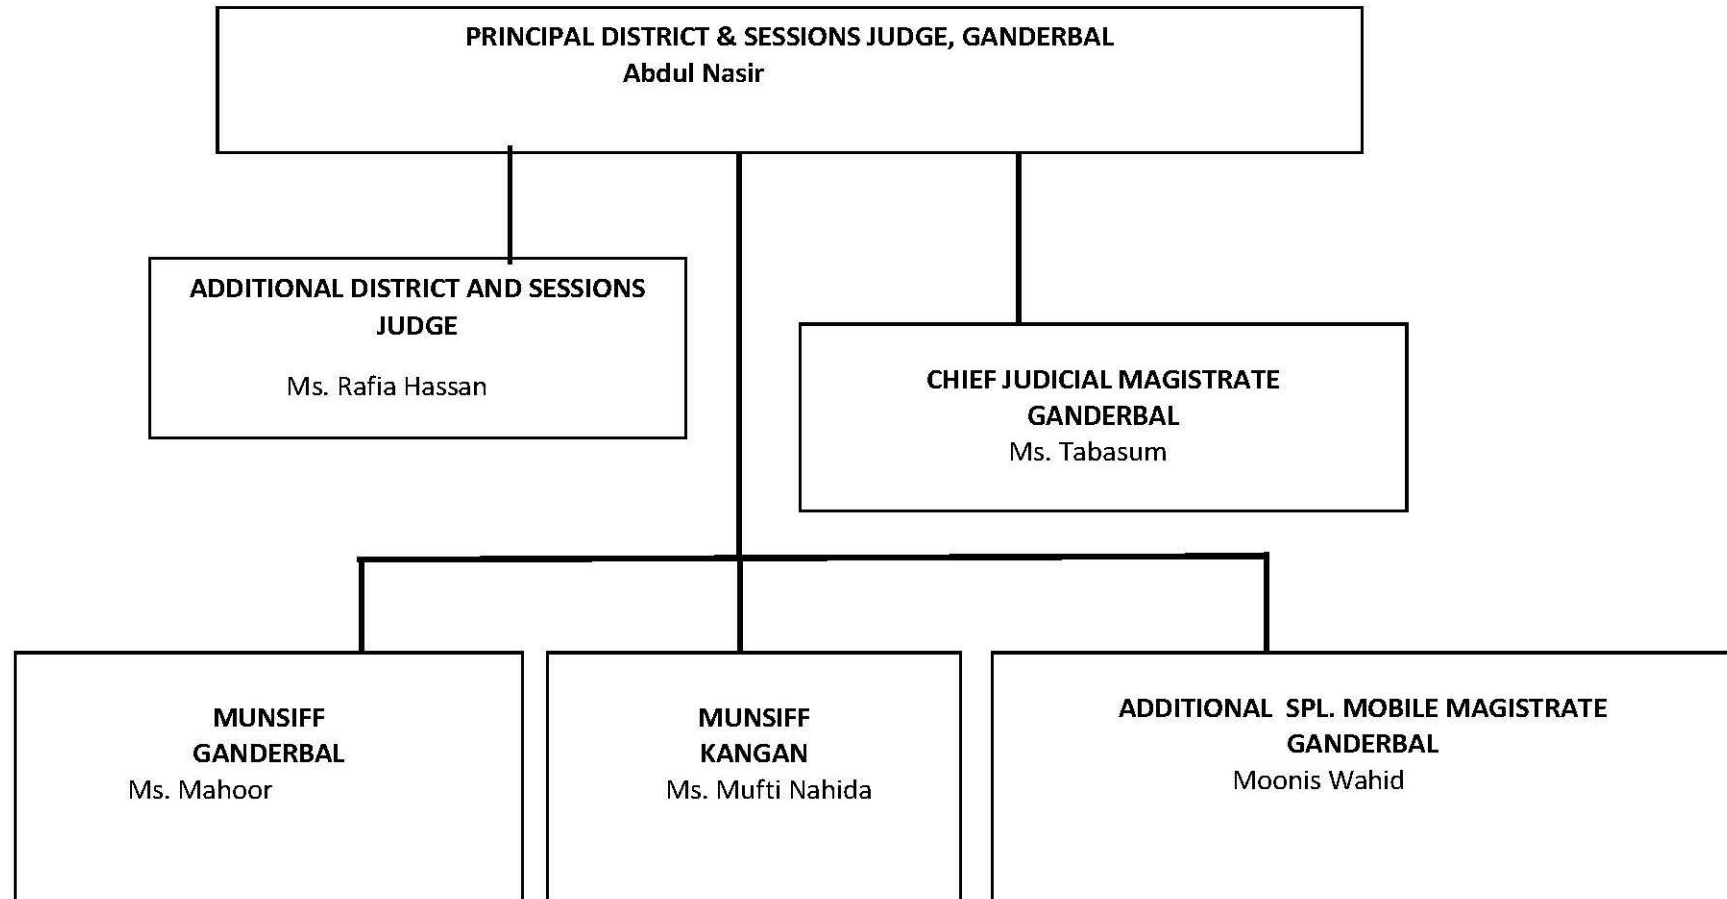 PRINCIPAL DISTRICT & SESSIONS JUDGE, GANDERBAL
Abdul Nasir
ADDITIONAL DISTRICT AND SESSIONS
JUDGE
Ms. Rafia Hassan
CHIEF JUDICIAL MAGISTRATE
GANDERBAL
Ms. Tabasum
MUNSIFF
GANDERBAL
Ms. Mahoor
MUNSIFF
KANGAN
Ms. Mufti Nahida
ADDITIONAL SPL. MOBILE MAGISTRATE
GANDERBAL
Moonis Wahid